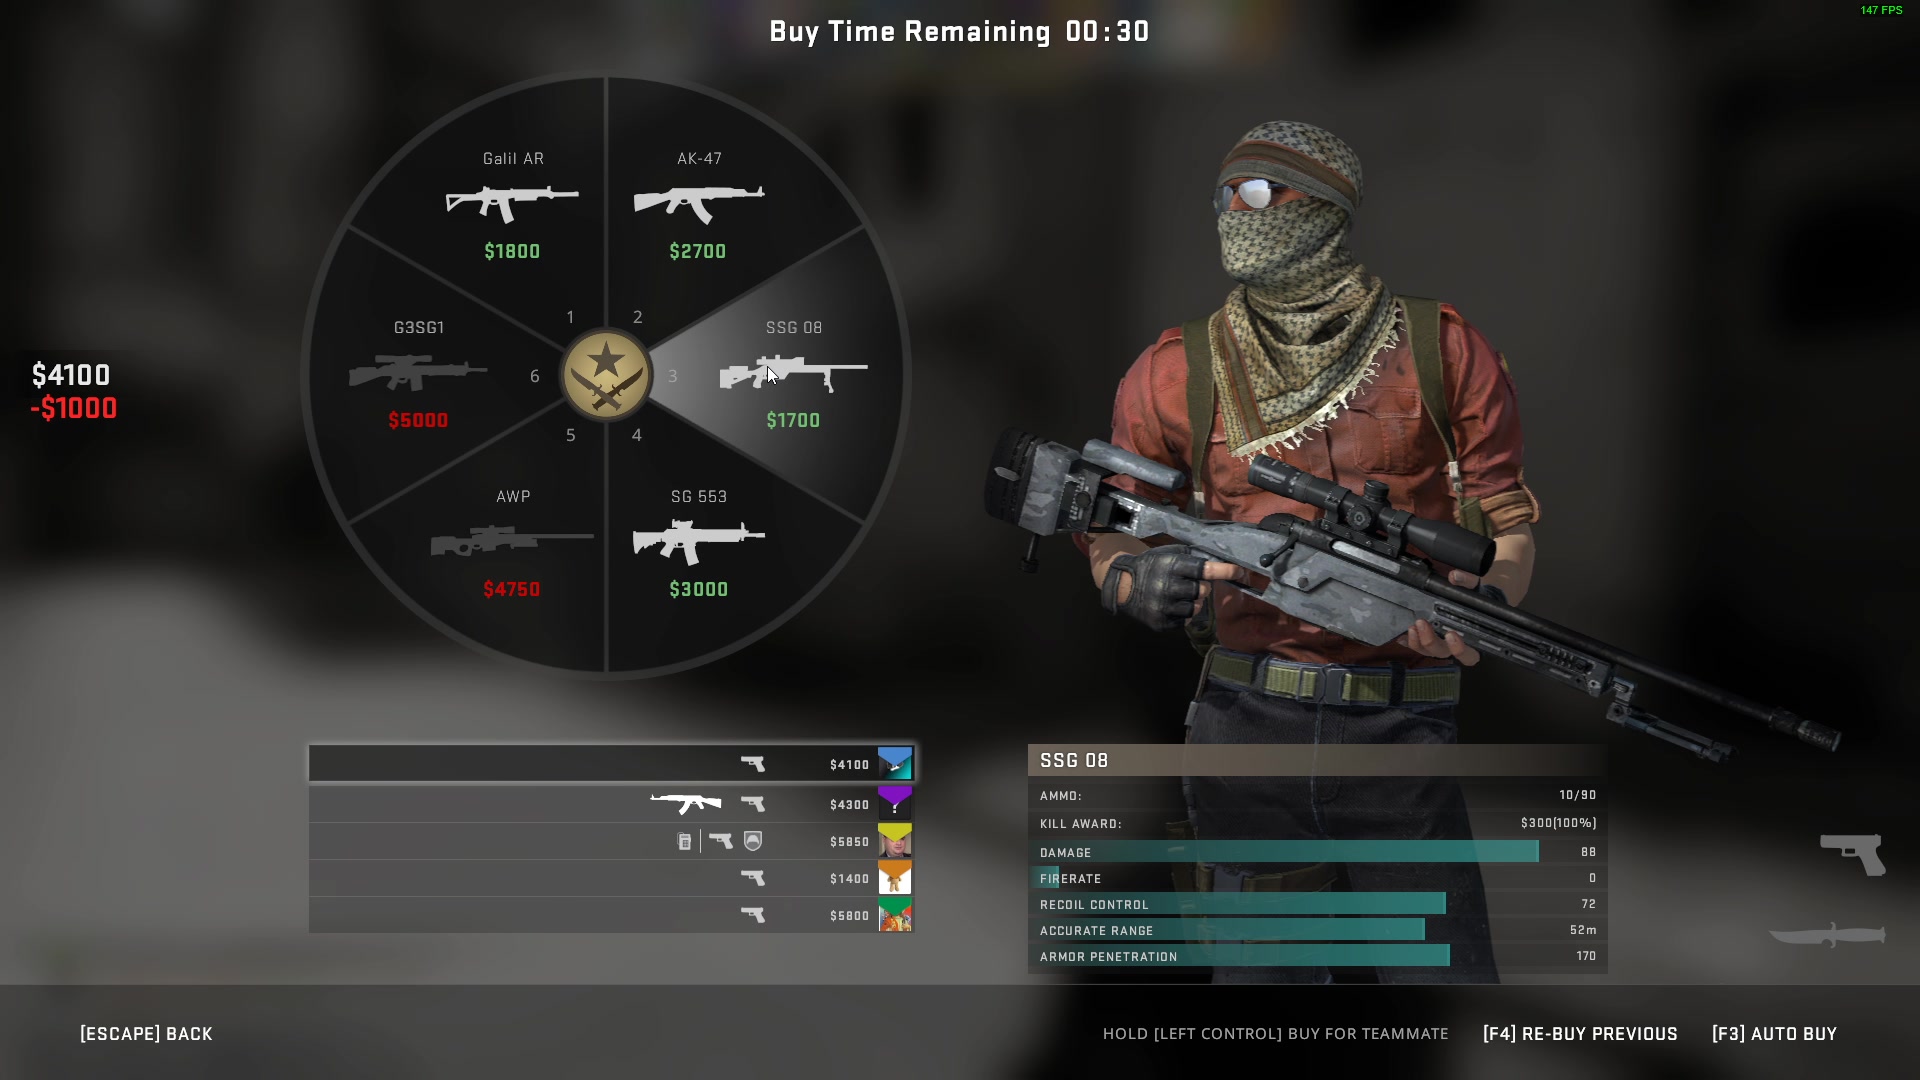 147 FPS
Buy Time Remaining 00:30
Galil AR
$1800
AK-47
$2700
G3SG1
$5000
SSG 08
$1700
AWP
$4750
SG 553
$3000
1
2
3
4
5
6
$4100
-$1000
$4100
$4300
?
$5850
$1400
$5800
SSG 08
AMMO: 10/90
KILL AWARD: $300(100%)
DAMAGE 88
FIRERATE 0
RECOIL CONTROL 72
ACCURATE RANGE 52m
ARMOR PENETRATION 170
[ESCAPE] BACK
HOLD [LEFT CONTROL] BUY FOR TEAMMATE
[F4] RE-BUY PREVIOUS
[F3] AUTO BUY